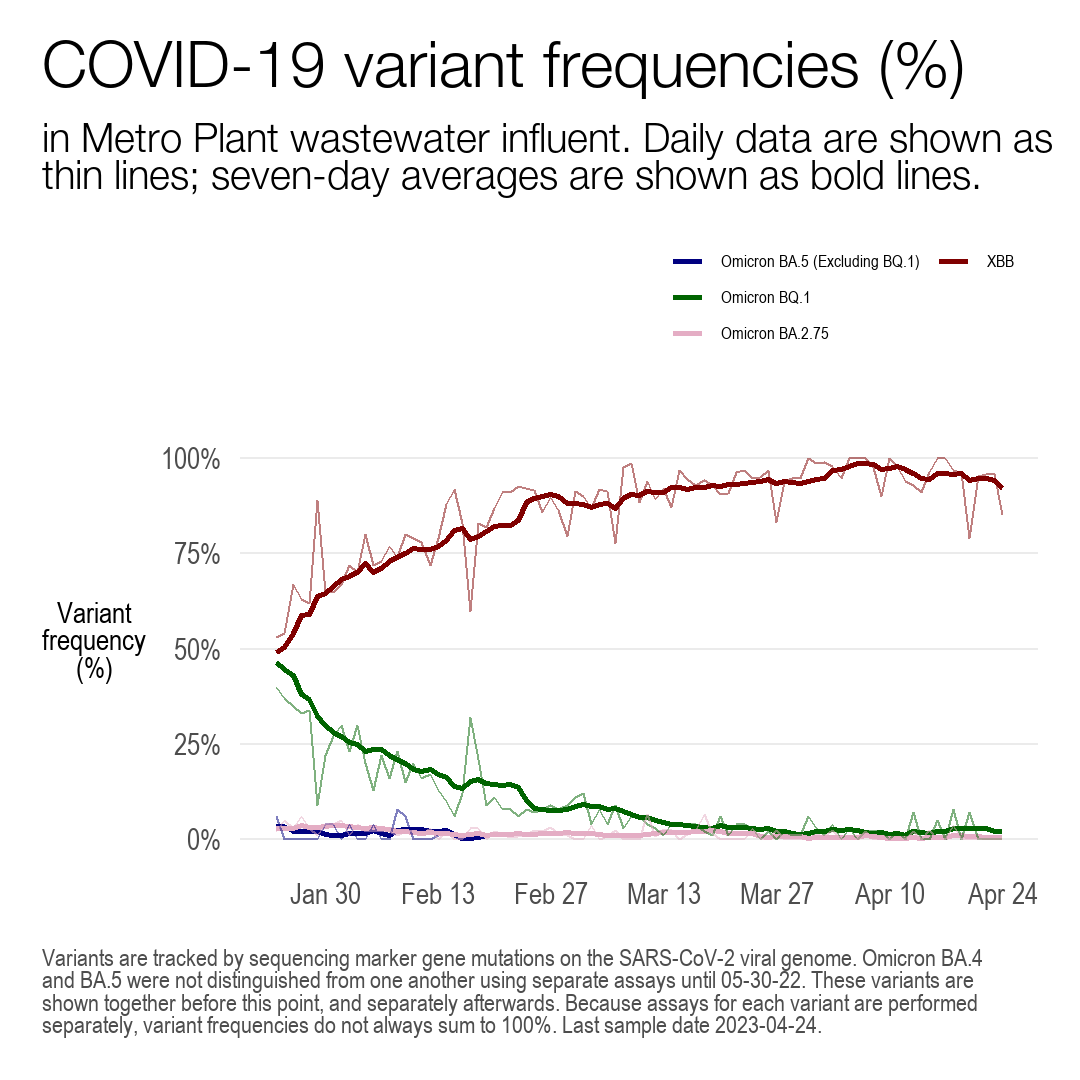 COVID-19 variant frequencies (%)
in Metro Plant wastewater influent. Daily data are shown as
thin lines; seven-day averages are shown as bold lines.
Omicron BA.5 (Excluding BQ.1)
XBB
Omicron BQ.1
Omicron BA.2.75
100%
75%
50%
25%
0%
Variant
frequency
(%)
Jan 30
Feb 13
Feb 27
Mar 13
Mar 27
Apr 10
Apr 24
Variants are tracked by sequencing marker gene mutations on the SARS-CoV-2 viral genome. Omicron BA.4
and BA.5 were not distinguished from one another using separate assays until 05-30-22. These variants are
shown together before this point, and separately afterwards. Because assays for each variant are performed
separately, variant frequencies do not always sum to 100%. Last sample date 2023-04-24.